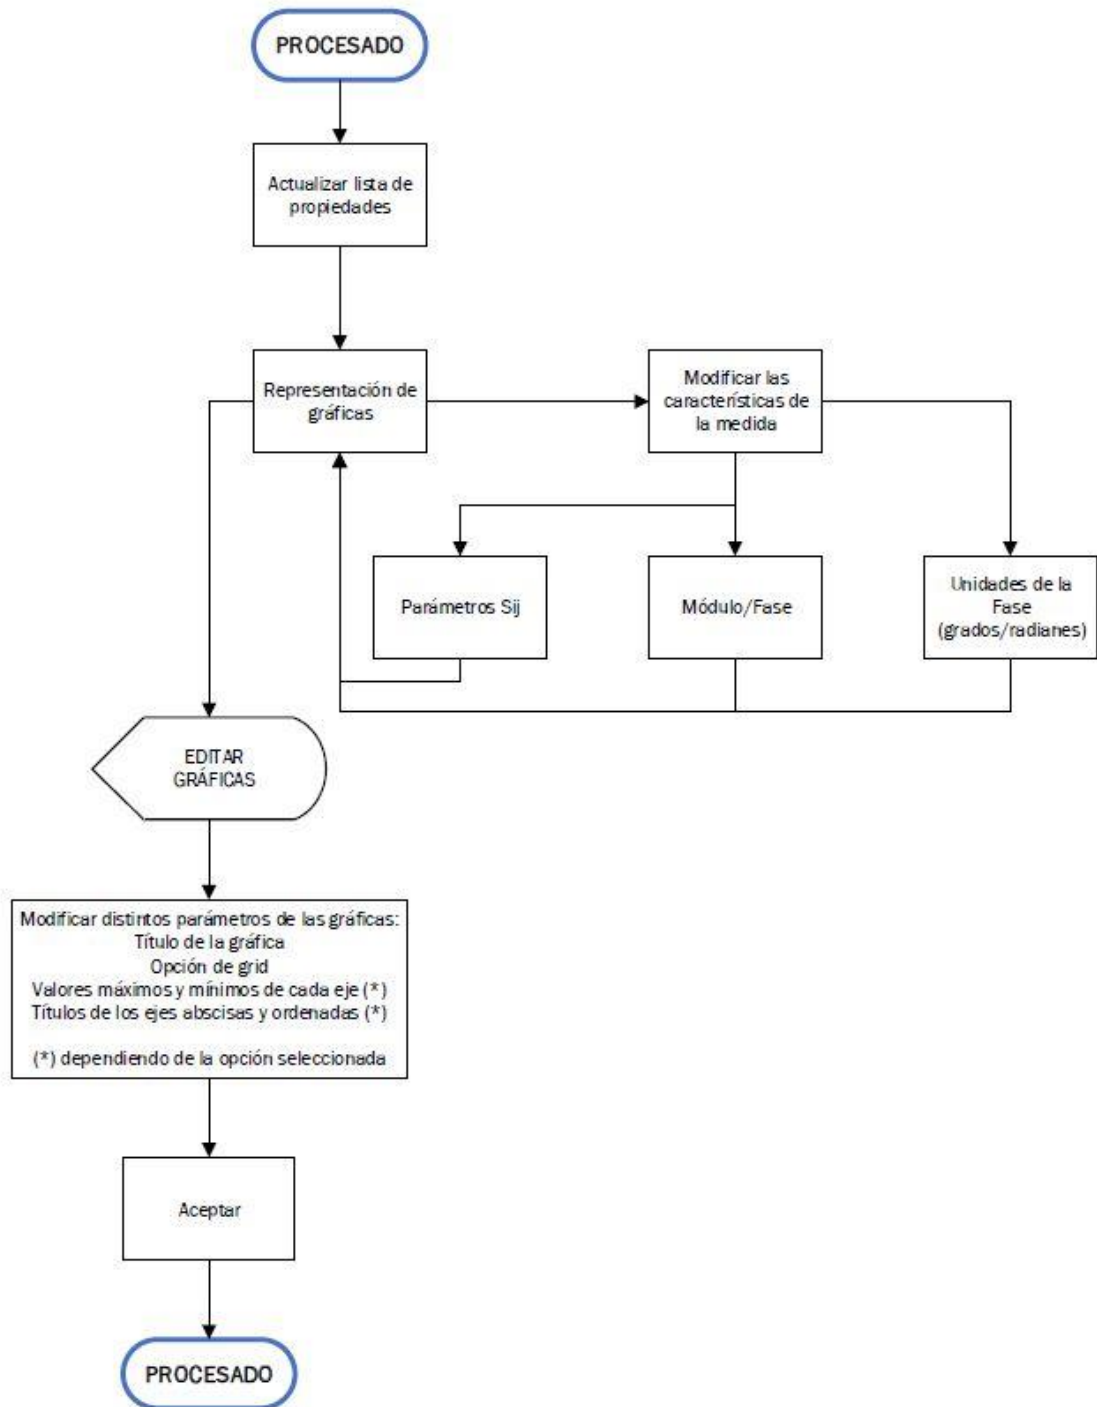 PROCESADO
Actualizar lista de
propiedades
Representación de
gráficas
Modificar las
características de
la medida
Parámetros Sij
Módulo/Fase
Unidades de la
Fase
(grados/radianes)
EDITAR
GRÁFICAS
Modificar distintos parámetros de las gráficas:
Título de la gráfica
Opción de grid
Valores máximos y mínimos de cada eje (*)
Títulos de los ejes abscisas y ordenadas (*)
(*) dependiendo de la opción seleccionada
Aceptar
PROCESADO